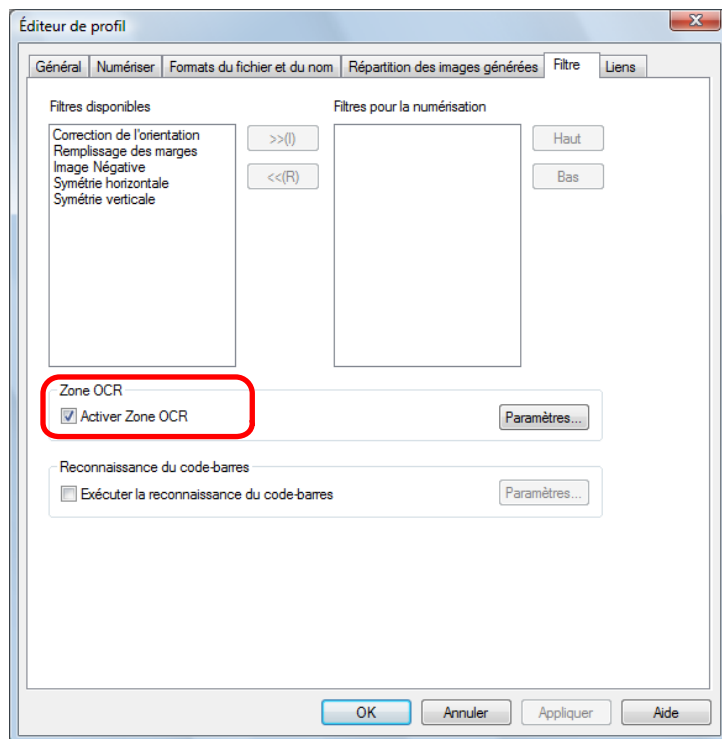 Éditeur de profil
Général Numériser Formats du fichier et du nom Répartition des images générées Filtre Liens
Filtres disponibles Filtres pour la numérisation
Correction de l'orientation
Remplissage des marges
Image Négative
Symétrie horizontale
Symétrie verticale
>>(I)
<<(R)
Haut
Bas
Zone OCR
Activer Zone OCR Paramètres...
Reconnaissance du code-barres
Exécuter la reconnaissance du code-barres Paramètres...
OK Annuler Appliquer Aide